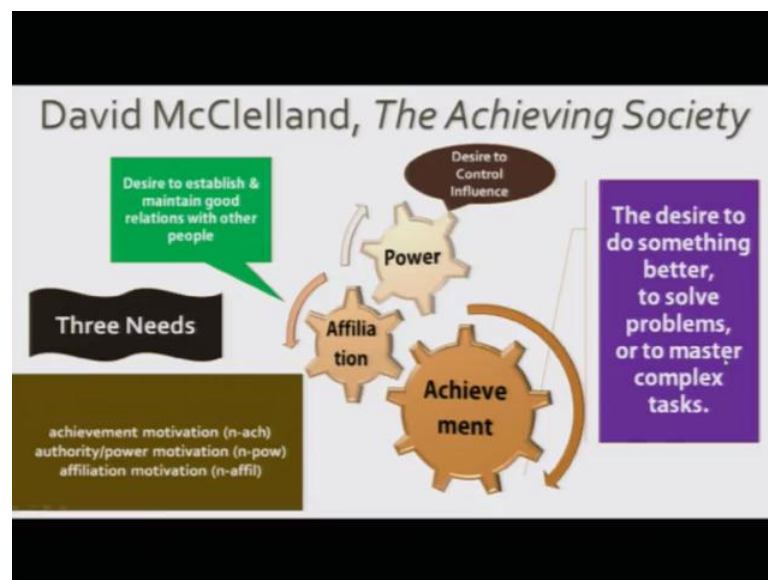 David McClelland, The Achieving Society
Desire to establish &
maintain good
relations with other
people
Desire to
Control
Influence
Power
The desire to
do something
better,
to solve
problems,
or to master
complex
tasks.
Three Needs
Affilia
tion
Achieve
ment
achievement motivation (n-ach)
authority/power motivation (n-pow)
affiliation motivation (n-affil)